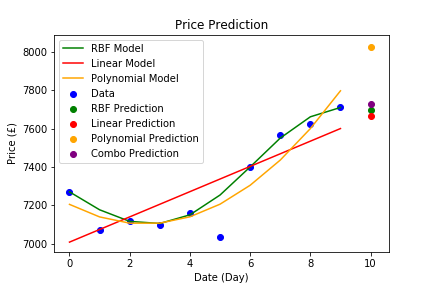 Price Prediction
RBF Model
Linear Model
Polynomial Model
Data
RBF Prediction
Linear Prediction
Polynomial Prediction
Combo Prediction
8000
7800
7600
7400
7200
7000
Price (£)
0 2 4 6 8 10
Date (Day)